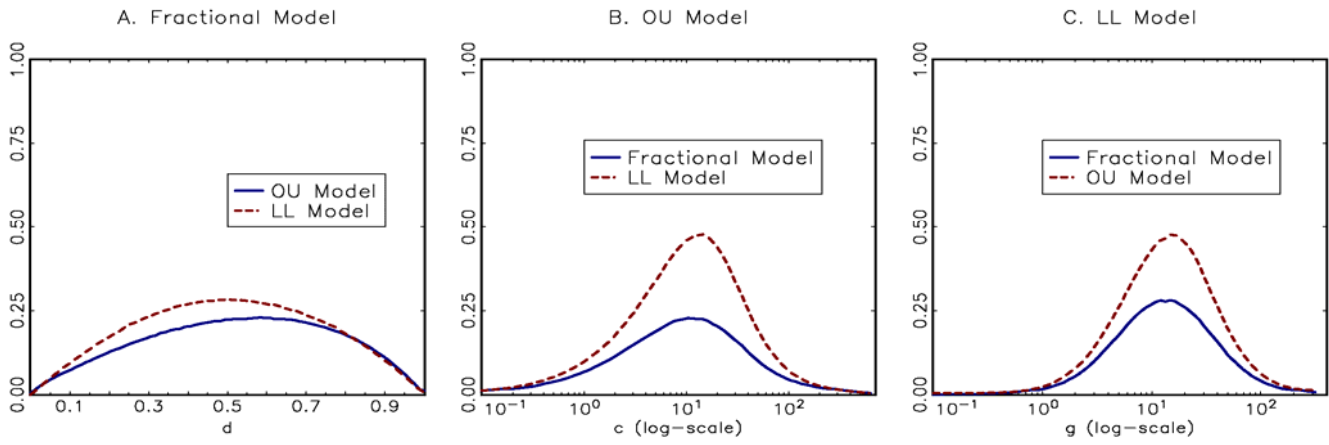 A. Fractional Model
1.00
0.75
0.50
0.25
0.00
OU Model
LL Model
0.1 0.3 0.5 0.7 0.9
d
B. OU Model
1.00
0.75
0.50
0.25
0.00
Fractional Model
LL Model
10⁻¹ 10⁰ 10¹ 10²
c (log-scale)
C. LL Model
1.00
0.75
0.50
0.25
0.00
Fractional Model
OU Model
10⁻¹ 10⁰ 10¹ 10²
g (log-scale)